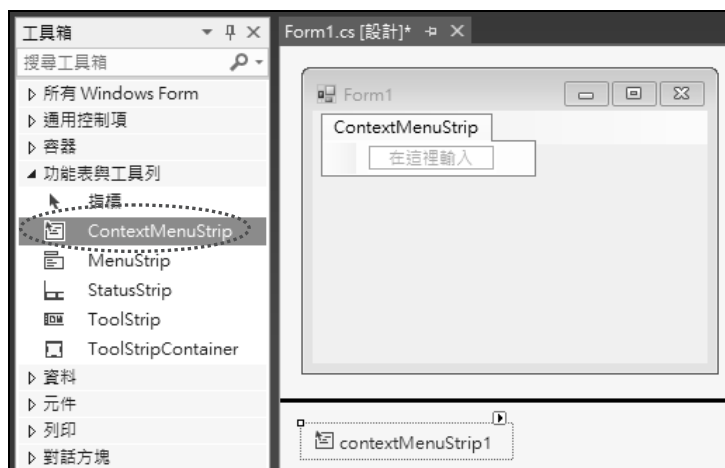 工具箱
搜尋工具箱
所有 Windows Form
通用控制項
容器
功能表與工具列
指標
ContextMenuStrip
MenuStrip
StatusStrip
ToolStrip
ToolStripContainer
資料
元件
列印
對話方塊
Form1.cs [設計]*
Form1
ContextMenuStrip
在這裡輸入
contextMenuStrip1